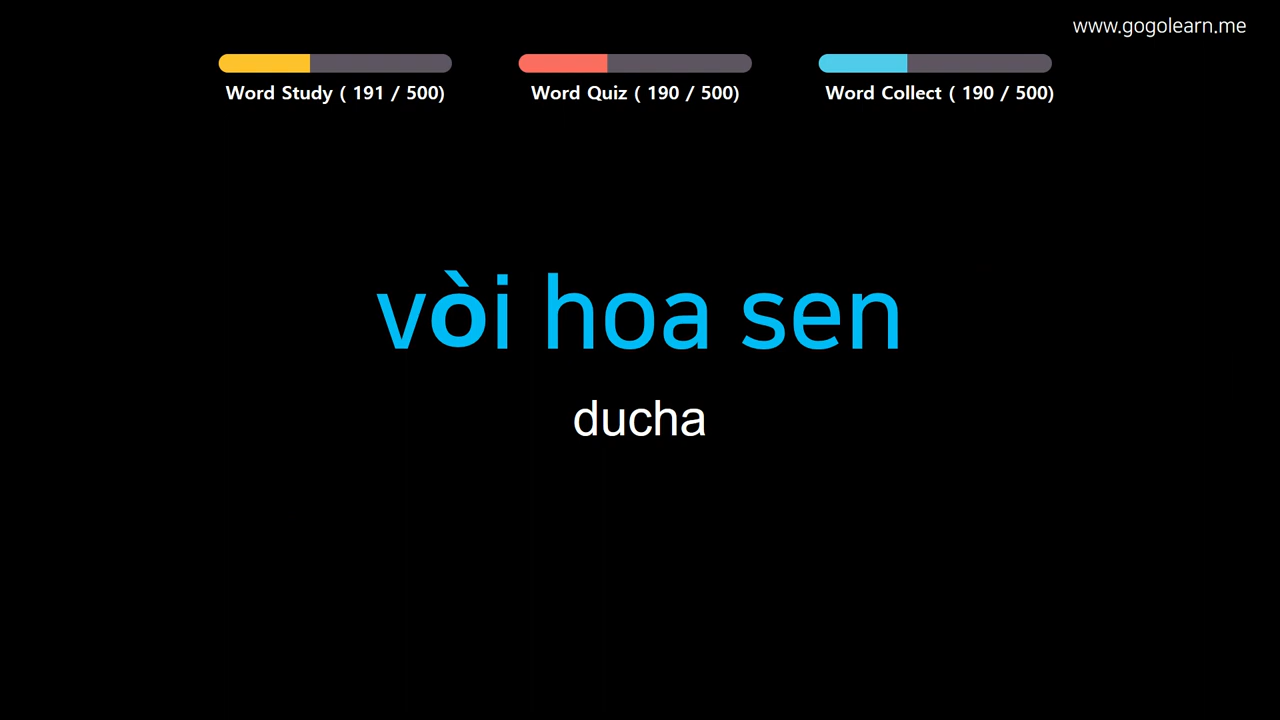 www.gogolearn.me
Word Study ( 191 / 500)
Word Quiz ( 190 / 500)
Word Collect ( 190 / 500)
vòi hoa sen
ducha